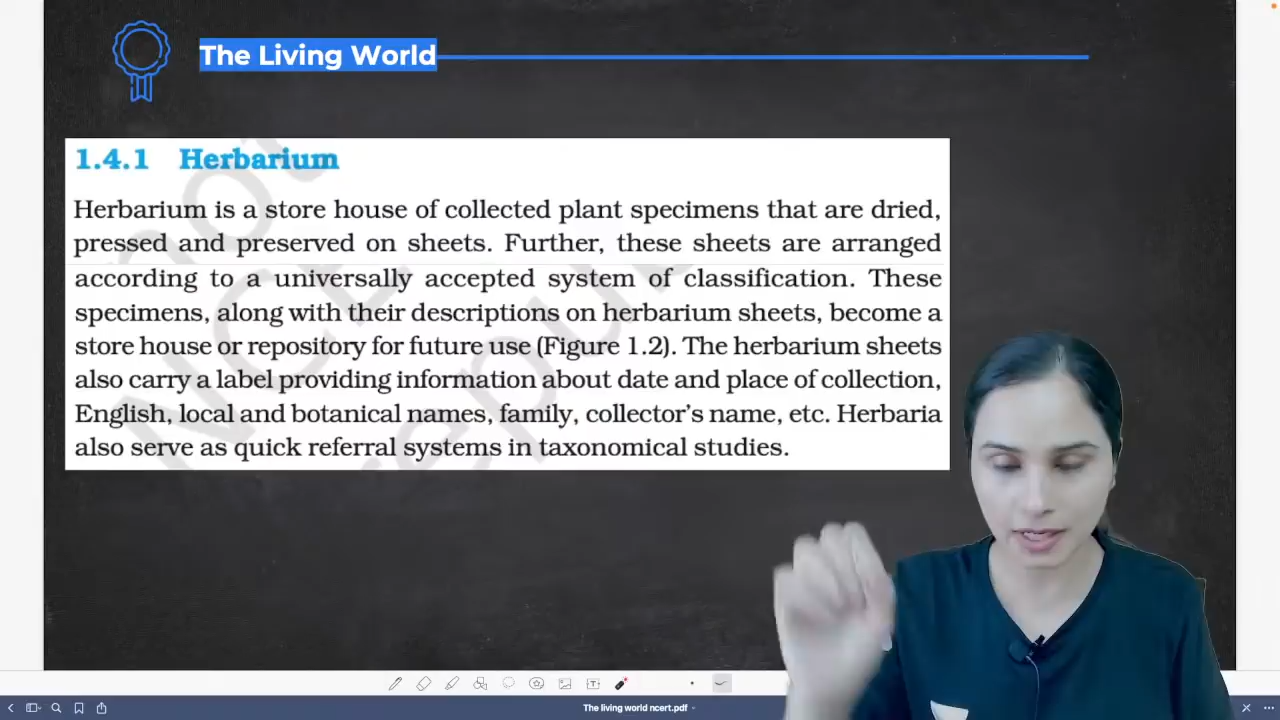 The Living World
1.4.1 Herbarium
Herbarium is a store house of collected plant specimens that are dried,
pressed and preserved on sheets. Further, these sheets are arranged
according to a universally accepted system of classification. These
specimens, along with their descriptions on herbarium sheets, become a
store house or repository for future use (Figure 1.2). The herbarium sheets
also carry a label providing information about date and place of collection,
English, local and botanical names, family, collector's name, etc. Herbaria
also serve as quick referral systems in taxonomical studies.
The living world ncert.pdf